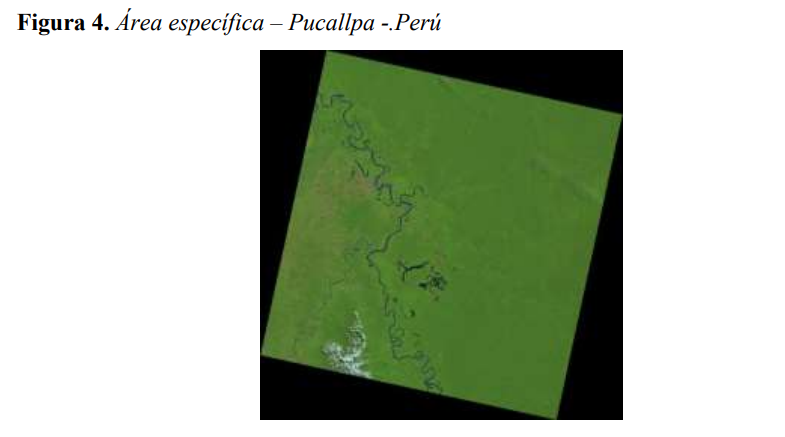 Figura 4. Área específica – Pucallpa -.Perú